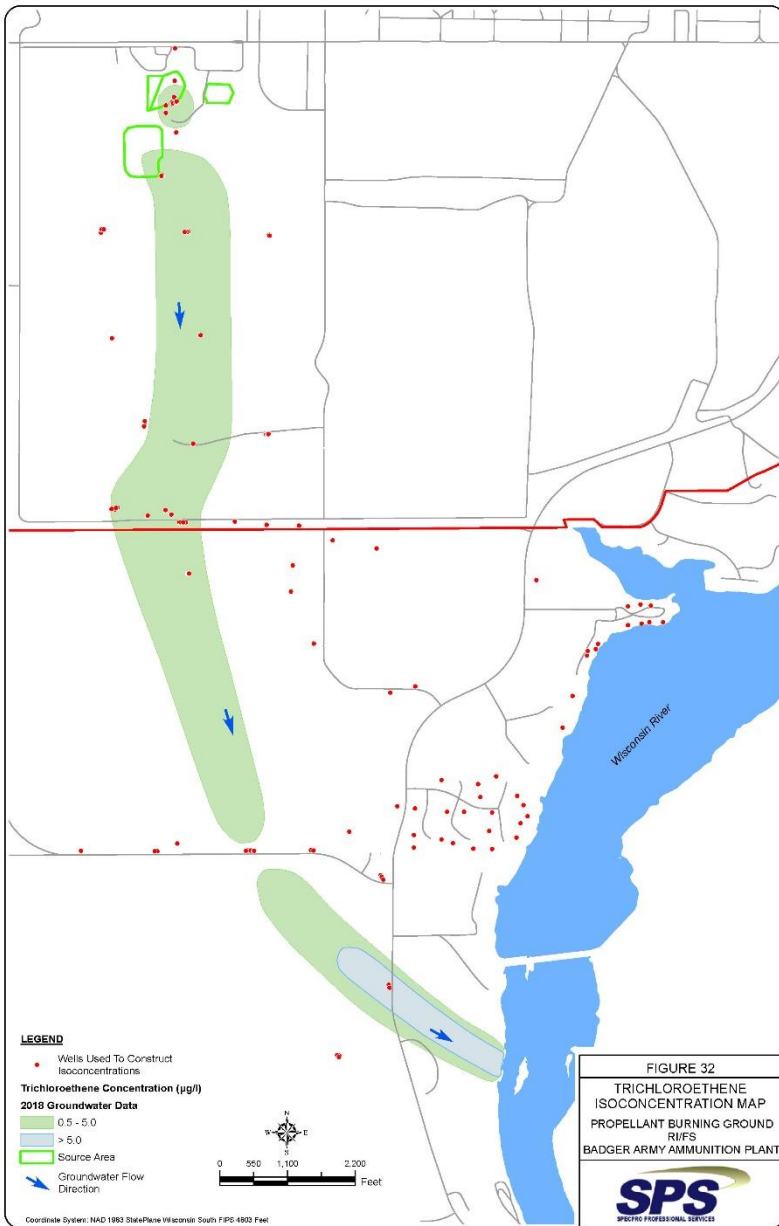 Wisconsin River
LEGEND
Wells Used To Construct
Isoconcentrations
Trichloroethene Concentration (µg/l)
2018 Groundwater Data
0.5 - 5.0
> 5.0
Source Area
Groundwater Flow
Direction
N
W E
S
0 550 1,100 2,200
Feet
Coordinate System: NAD 1983 StatePlane Wisconsin South FIPS 4803 Feet
FIGURE 32
TRICHLOROETHENE
ISOCONCENTRATION MAP
PROPELLANT BURNING GROUND
RI/FS
BADGER ARMY AMMUNITION PLANT
SPS
SPECPRO PROFESSIONAL SERVICES